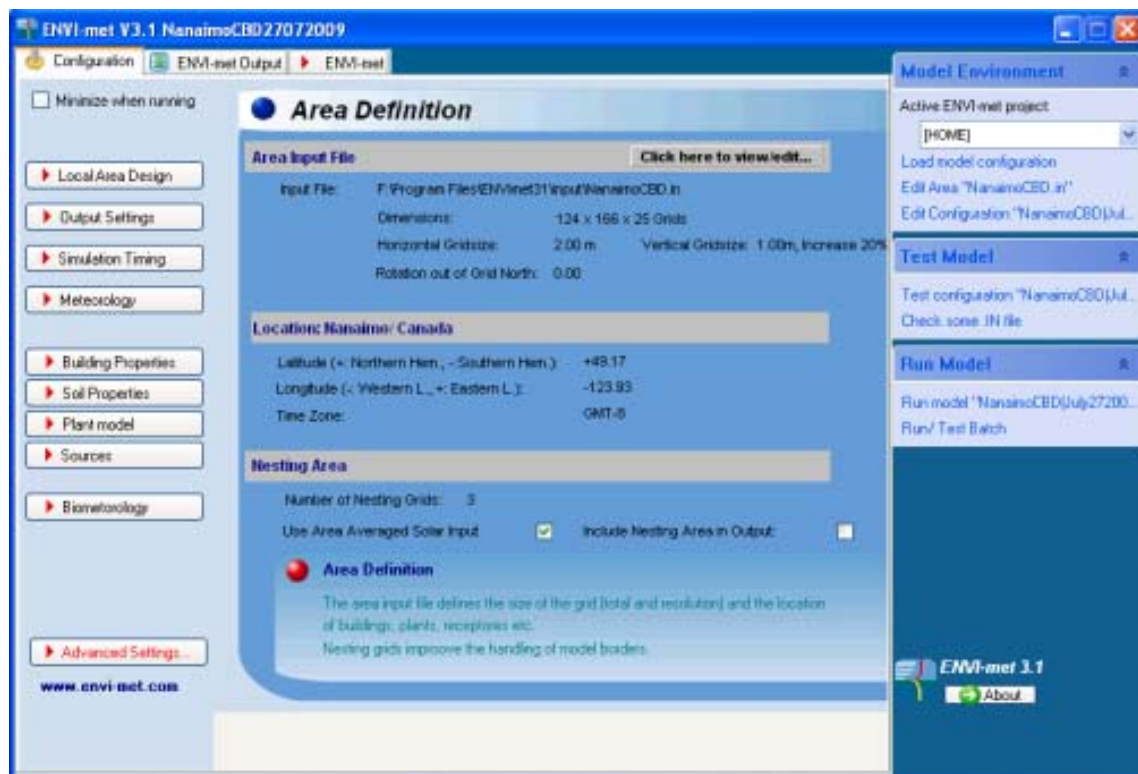 ENVI-met V3.1 NanaimoCBD27072009
Configuration ENVI-met Output ENVI-met
Minimize when running
Local Area Design
Output Settings
Simulation Timing
Meteorology
Building Properties
Soil Properties
Plant model
Sources
Biometorology
Advanced Settings...
www.envi-met.com
Area Definition
Area Input File Click here to view/edit...
Input File: F:\Program Files\ENVImet31\input\NanaimoCBD.in
Dimensions: 124 x 166 x 25 Grids
Horizontal Gridsize: 2.00 m Vertical Gridsize: 1.00m, Increase 20%
Rotation out of Grid North: 0.00
Location: Nanaimo/ Canada
Latitude (+: Northern Hem., -:Southern Hem.): +49.17
Longitude (-: Western L., +: Eastern L.): -123.93
Time Zone: GMT-8
Nesting Area
Number of Nesting Grids: 3
Use Area Averaged Solar Input Include Nesting Area in Output:
Area Definition
The area input file defines the size of the grid (total and resolution) and the location
of buildings, plants, receptores etc.
Nesting grids improove the handling of model borders.
Model Environment
Active ENVI-met project:
[HOME]
Load model configuration
Edit Area "NanaimoCBD.in"
Edit Configuration "NanaimoCBD(Jul...
Test Model
Test configuration "NanaimoCBD(Jul...
Check some .IN file
Run Model
Run model "NanaimoCBD(July27200...
Run/ Test Batch
ENVI-met 3.1
About